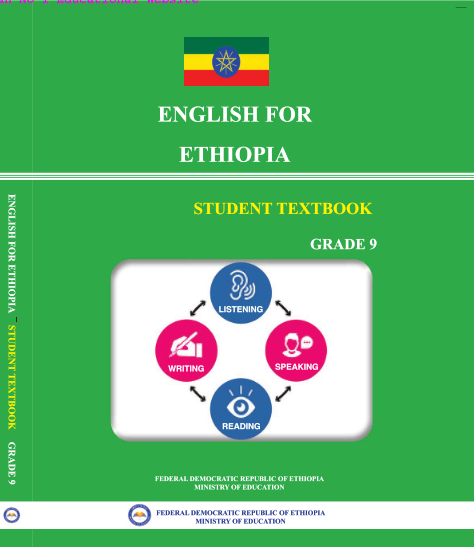 ENGLISH FOR
ETHIOPIA
STUDENT TEXTBOOK
GRADE 9
LISTENING
WRITING
SPEAKING
READING
FEDERAL DEMOCRATIC REPUBLIC OF ETHIOPIA
MINISTRY OF EDUCATION
FEDERAL DEMOCRATIC REPUBLIC OF ETHIOPIA
MINISTRY OF EDUCATION
ENGLISH FOR ETHIOPIA – STUDENT TEXTBOOK GRADE 9